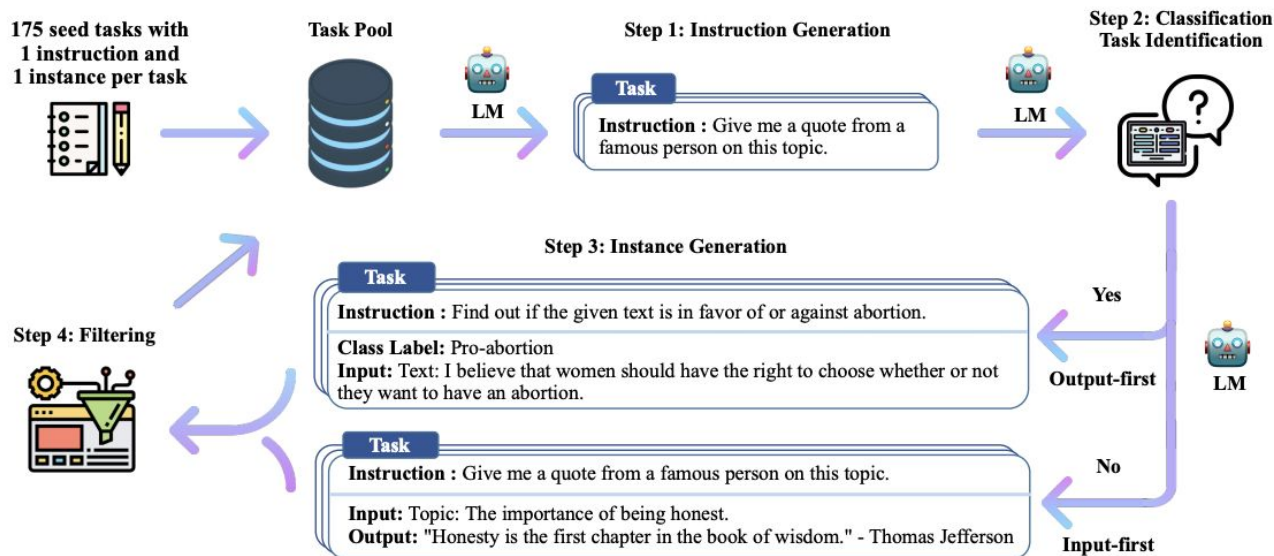 175 seed tasks with
1 instruction and
1 instance per task
Task Pool
LM
Step 1: Instruction Generation
Task
Instruction : Give me a quote from a
famous person on this topic.
LM
Step 2: Classification
Task Identification
?
Step 3: Instance Generation
Task
Instruction : Find out if the given text is in favor of or against abortion.
Class Label: Pro-abortion
Input: Text: I believe that women should have the right to choose whether or not
they want to have an abortion.
Yes
Output-first
LM
Step 4: Filtering
Task
Instruction : Give me a quote from a famous person on this topic.
Input: Topic: The importance of being honest.
Output: "Honesty is the first chapter in the book of wisdom." - Thomas Jefferson
No
Input-first